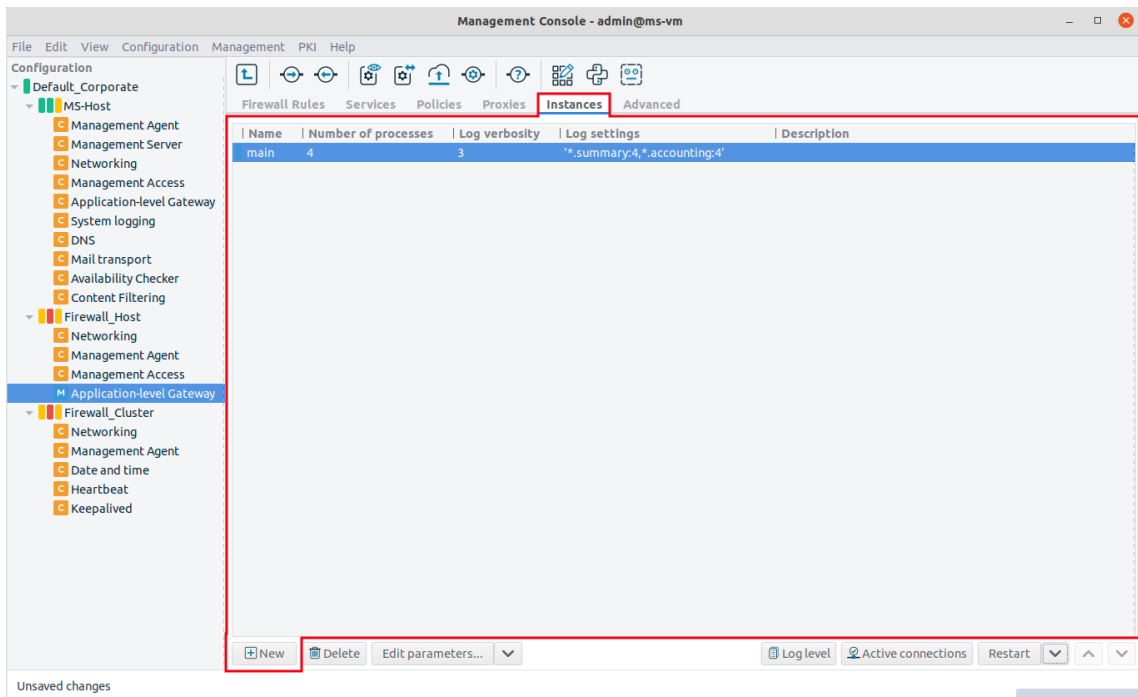 Management Console - admin@ms-vm
File Edit View Configuration Management PKI Help
Configuration
Default_Corporate
MS-Host
C Management Agent
C Management Server
C Networking
C Management Access
C Application-level Gateway
C System logging
C DNS
C Mail transport
C Availability Checker
C Content Filtering
Firewall_Host
C Networking
C Management Agent
C Management Access
M Application-level Gateway
Firewall_Cluster
C Networking
C Management Agent
C Date and time
C Heartbeat
C Keepalived
Firewall Rules Services Policies Proxies Instances Advanced
Name Number of processes Log verbosity Log settings Description
main 4 3 '*.summary:4,*.accounting:4'
New Delete Edit parameters... Log level Active connections Restart
Unsaved changes